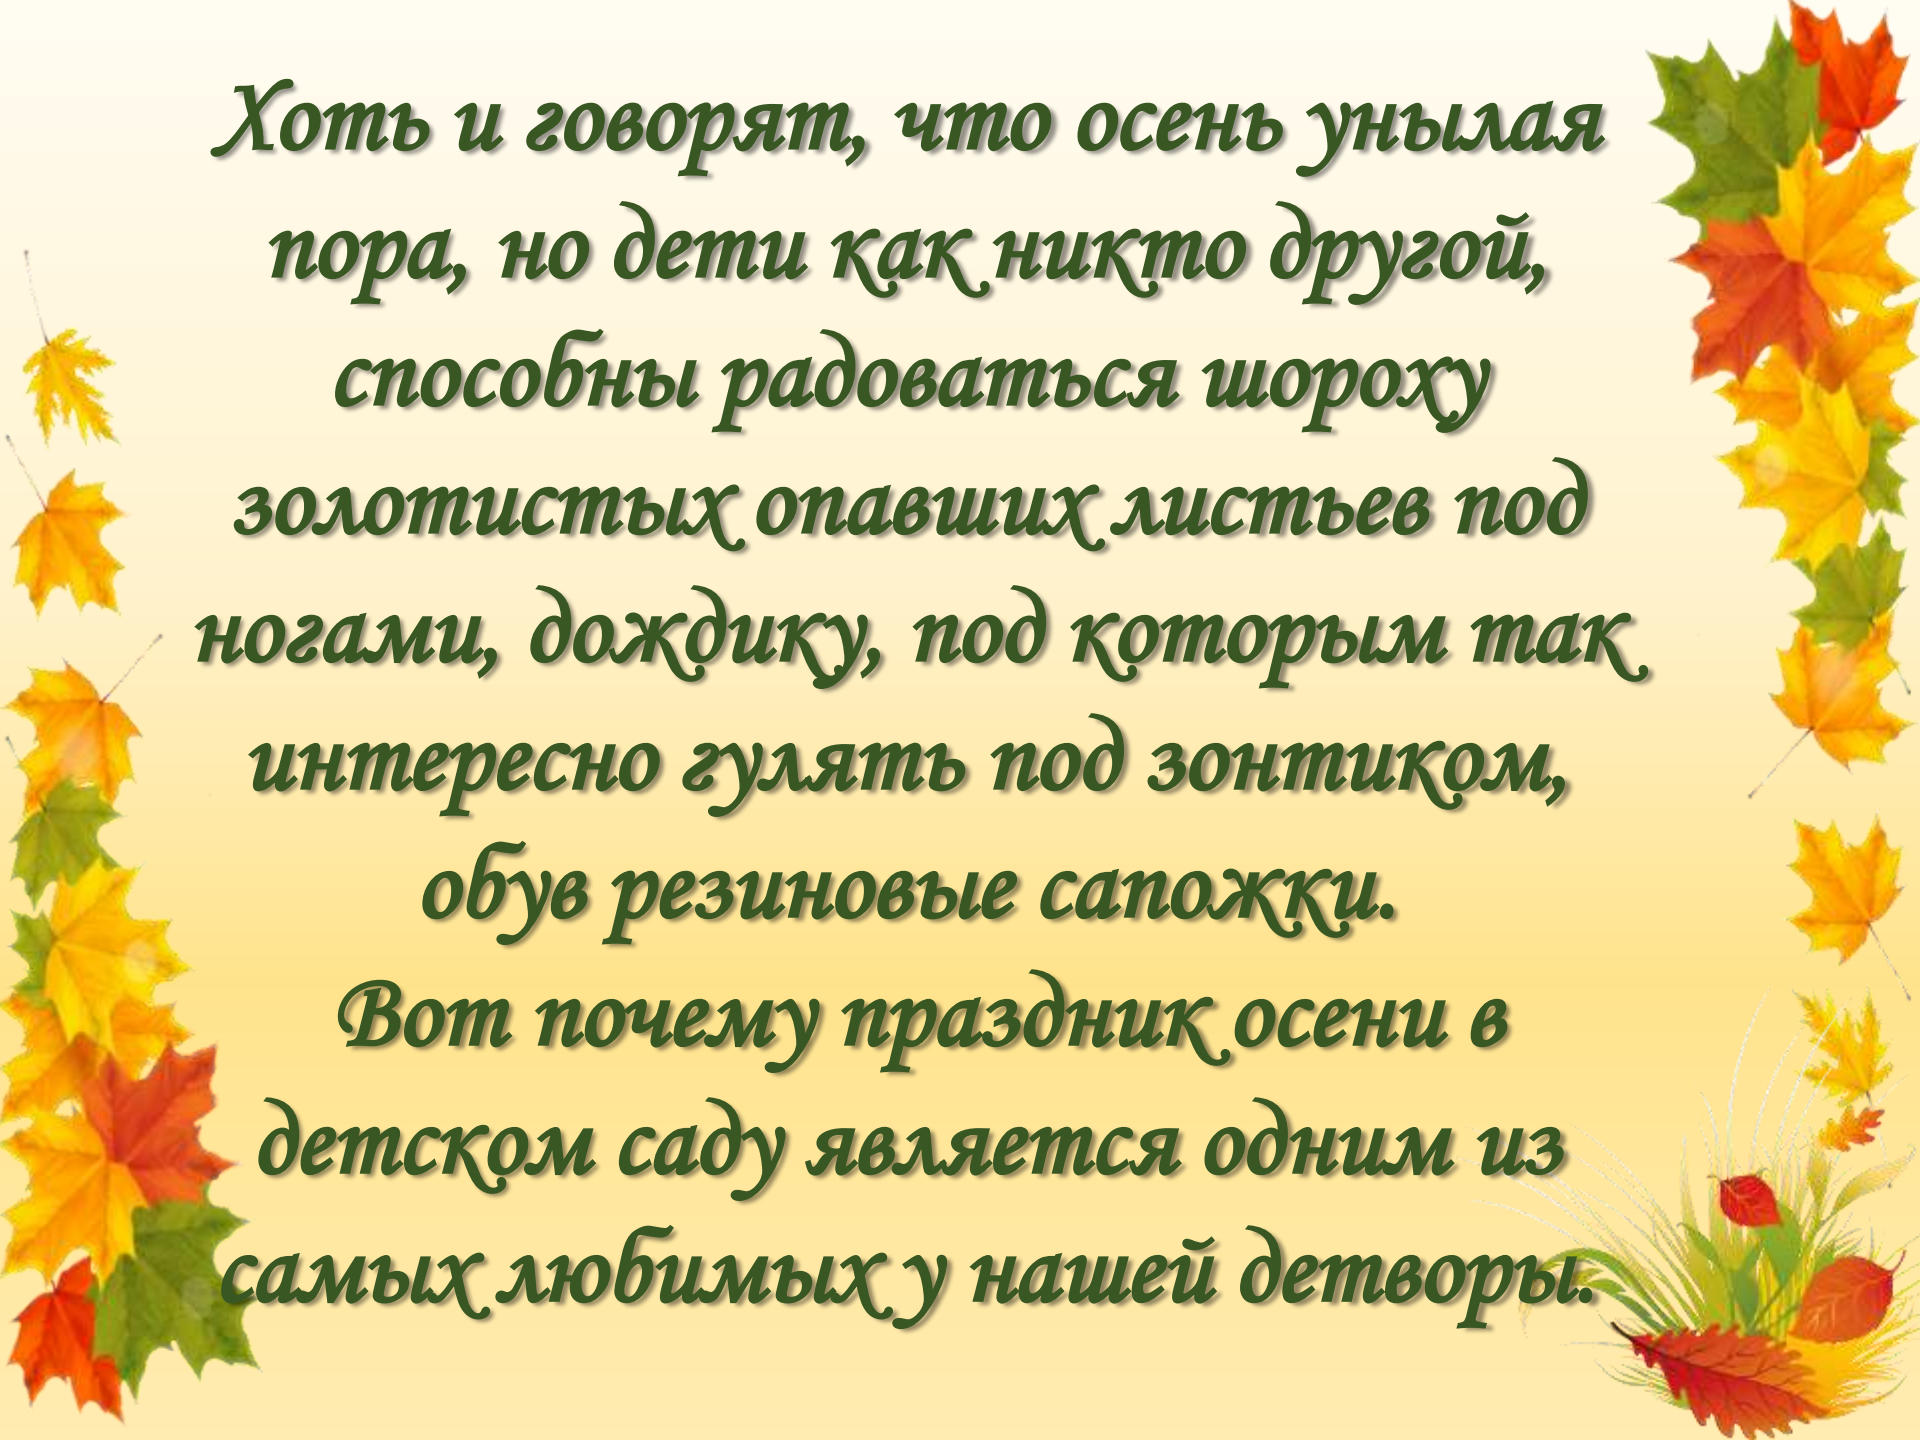 Хоть и говорят, что осень унылая
пора, но дети как никто другой,
способны радоваться шороху
золотистых опавших листьев под
ногами, дождику, под которым так
интересно гулять под зонтиком,
обув резиновые сапожки.
Вот почему праздник осени в
детском саду является одним из
самых любимых у нашей детворы.